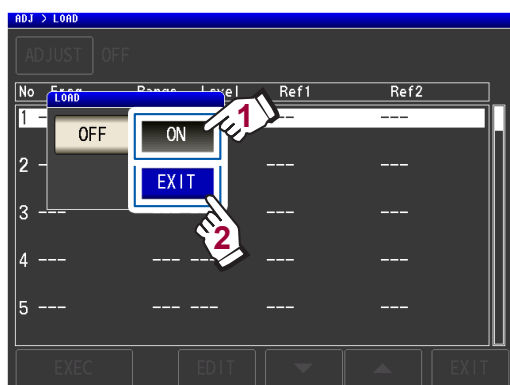 ADJ > LOAD
ADJUST OFF
No Freq Range Level Ref1 Ref2
LOAD
1 - --- ---
OFF ON
1
2 - --- ---
EXIT
3 --- --- ---
2
4 --- --- --- --- ---
5 --- --- --- --- ---
EXEC EDIT ▼ ▲ EXIT